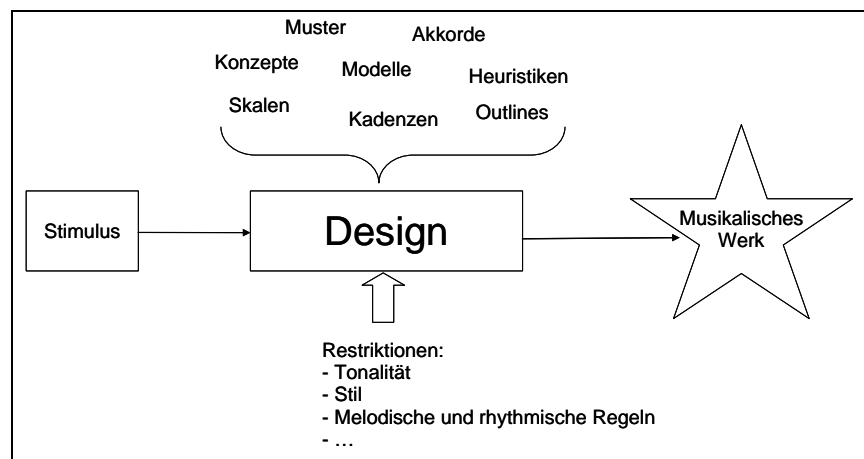 Muster
Akkorde
Konzepte
Modelle
Heuristiken
Skalen
Kadenzen
Outlines
Stimulus
Design
Musikalisches
Werk
Restriktionen:
- Tonalität
- Stil
- Melodische und rhythmische Regeln
- ...